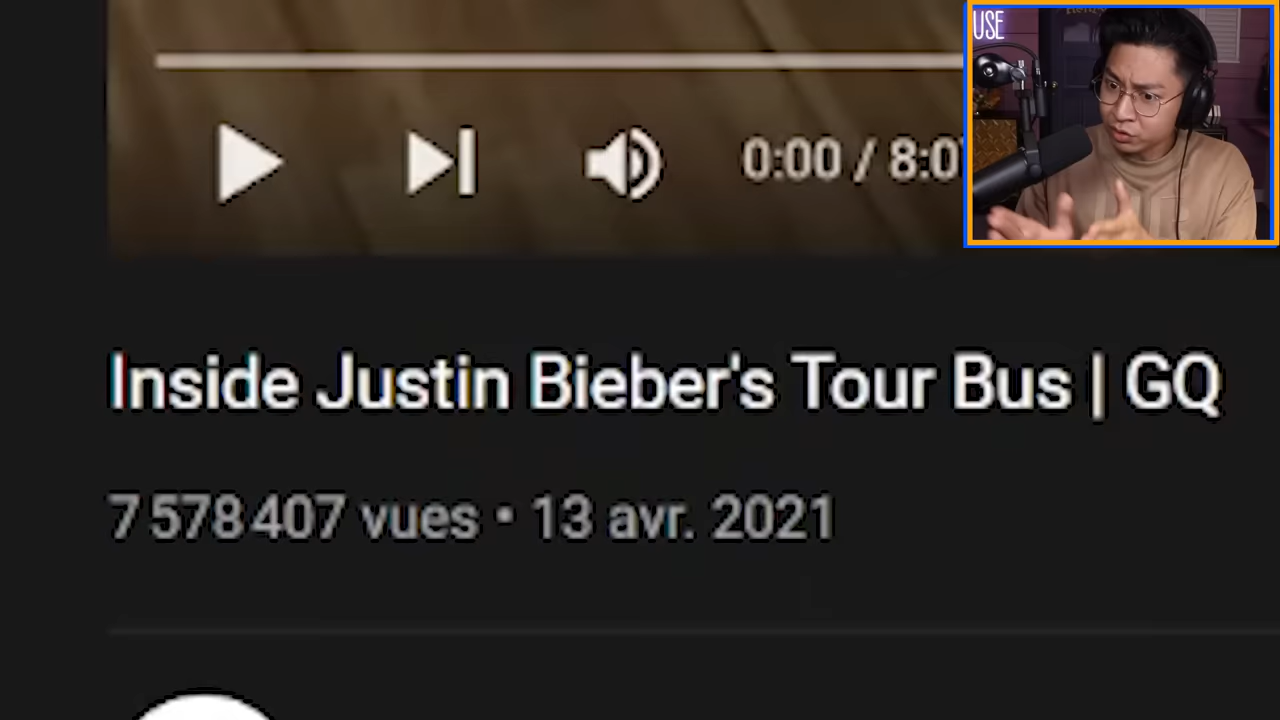 USE
0:00 / 8:0
Inside Justin Bieber's Tour Bus | GQ
7 578 407 vues • 13 avr. 2021